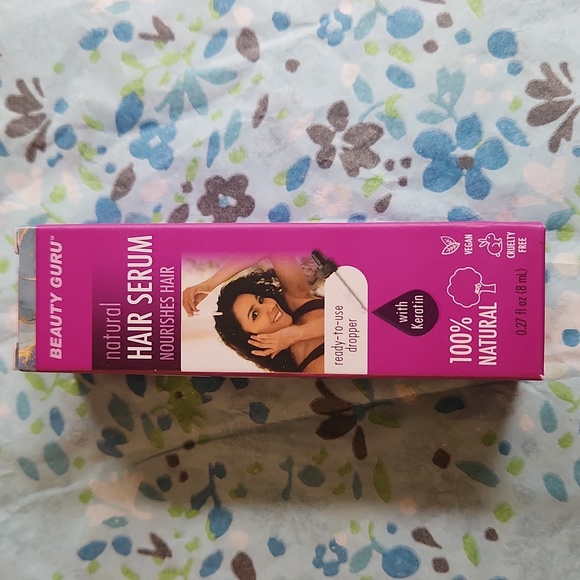 BEAUTY GURU™
natural
HAIR SERUM
NOURISHES HAIR
ready-to-use
dropper
with
Keratin
VEGAN
CRUELTY
FREE
100%
NATURAL
0.27 fl oz (8 mL)